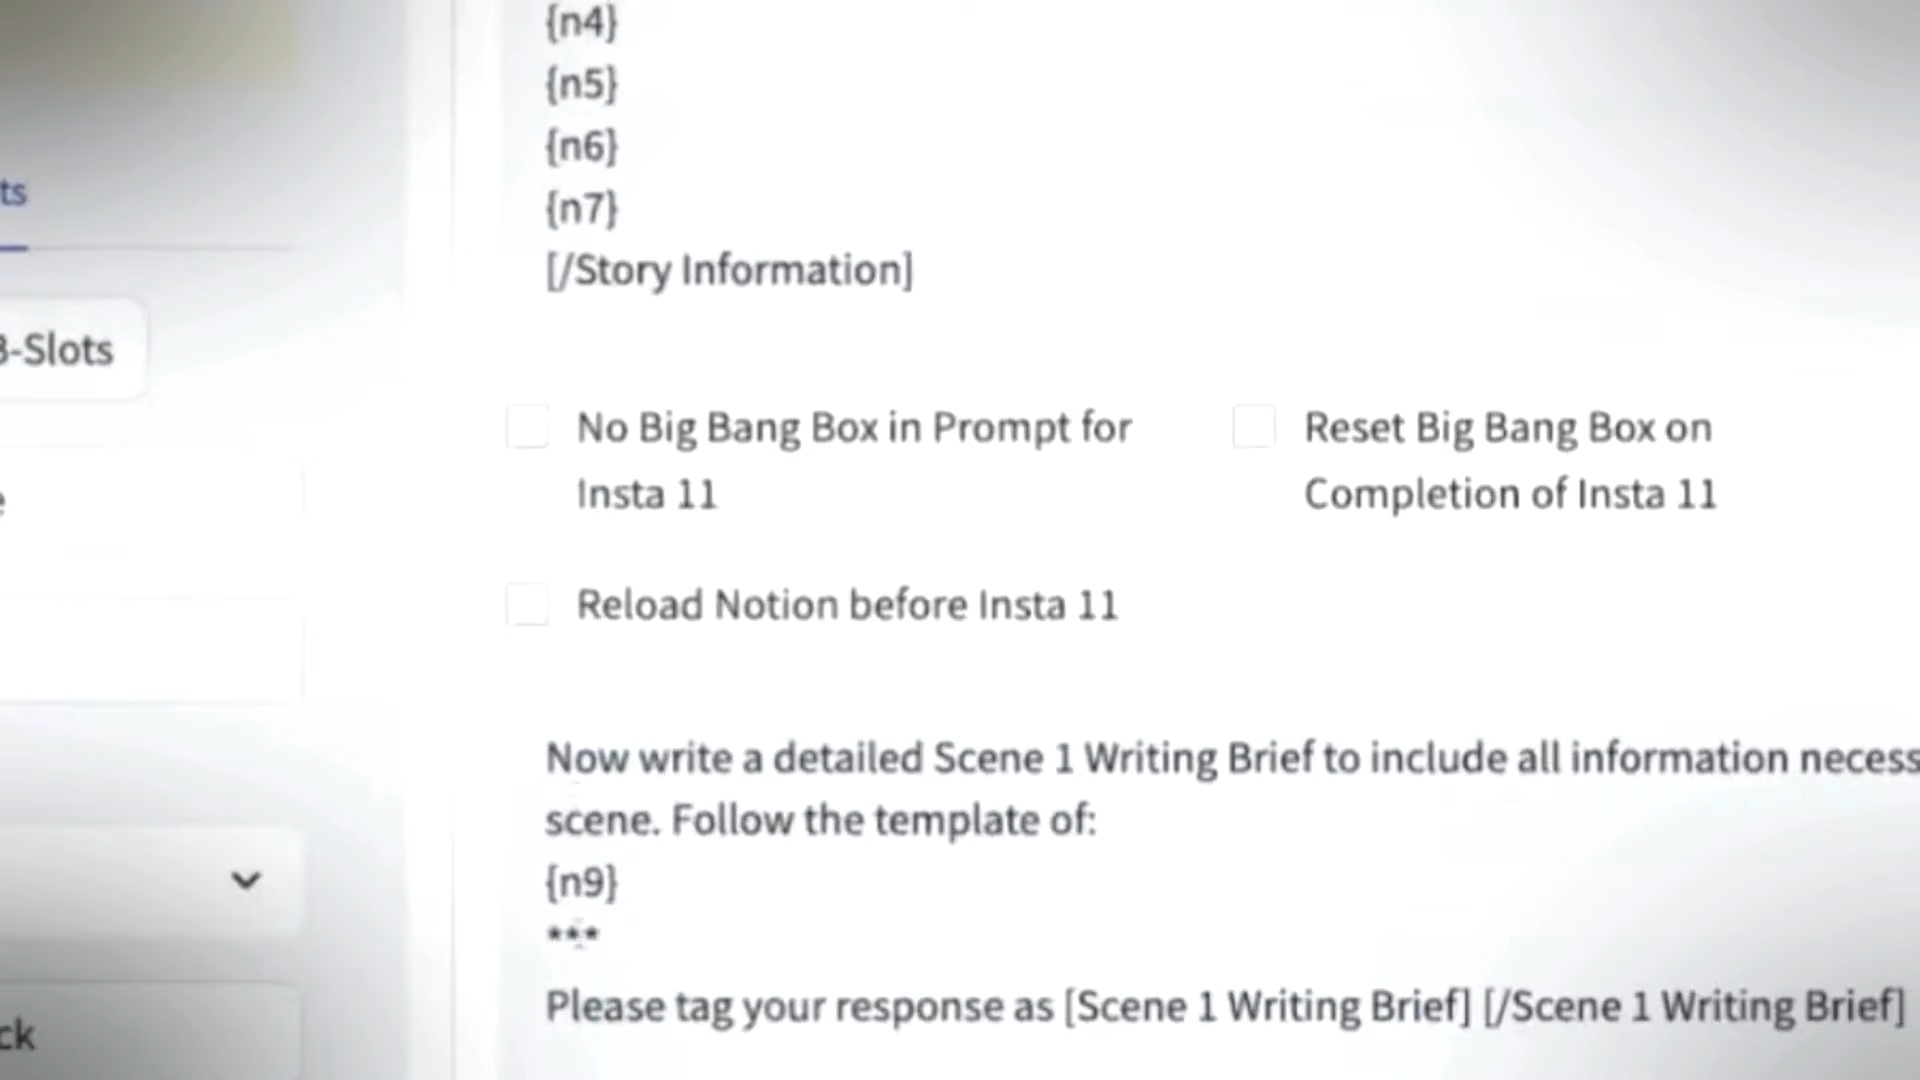 {n4}
{n5}
{n6}
{n7}
[/Story Information]
No Big Bang Box in Prompt for
Insta 11
Reset Big Bang Box on
Completion of Insta 11
Reload Notion before Insta 11
Now write a detailed Scene 1 Writing Brief to include all information necess
scene. Follow the template of:
{n9}
***
Please tag your response as [Scene 1 Writing Brief] [/Scene 1 Writing Brief]
ts
-Slots
e
ck